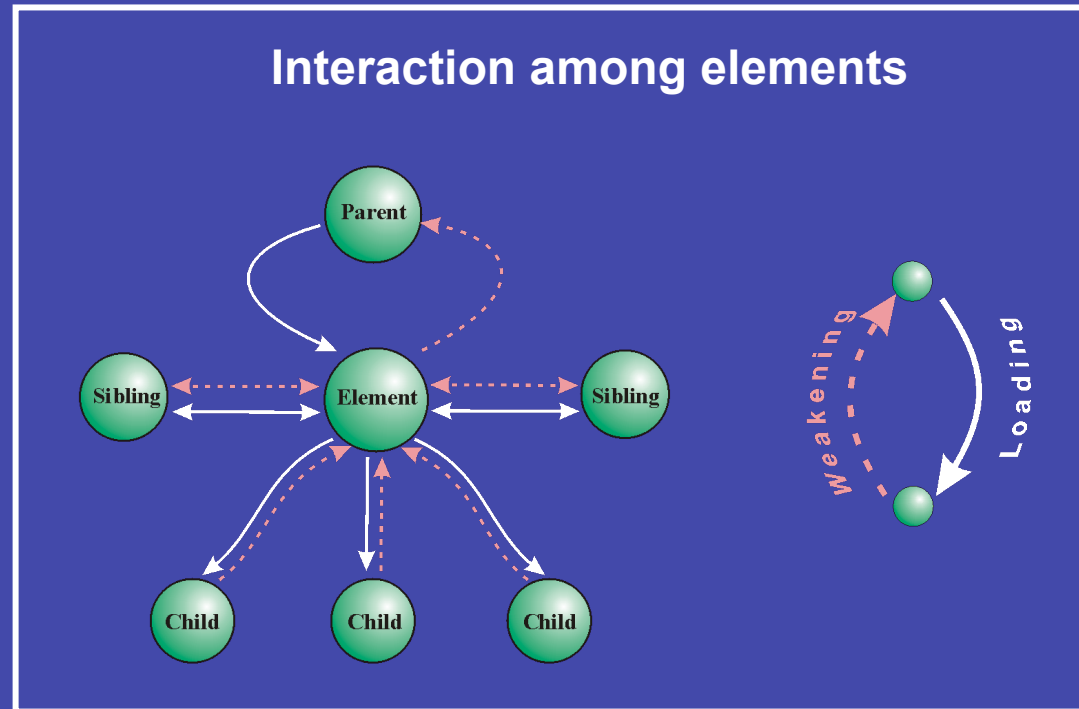 Interaction among elements
Parent
Sibling
Element
Sibling
Child
Child
Child
Weakening
Loading